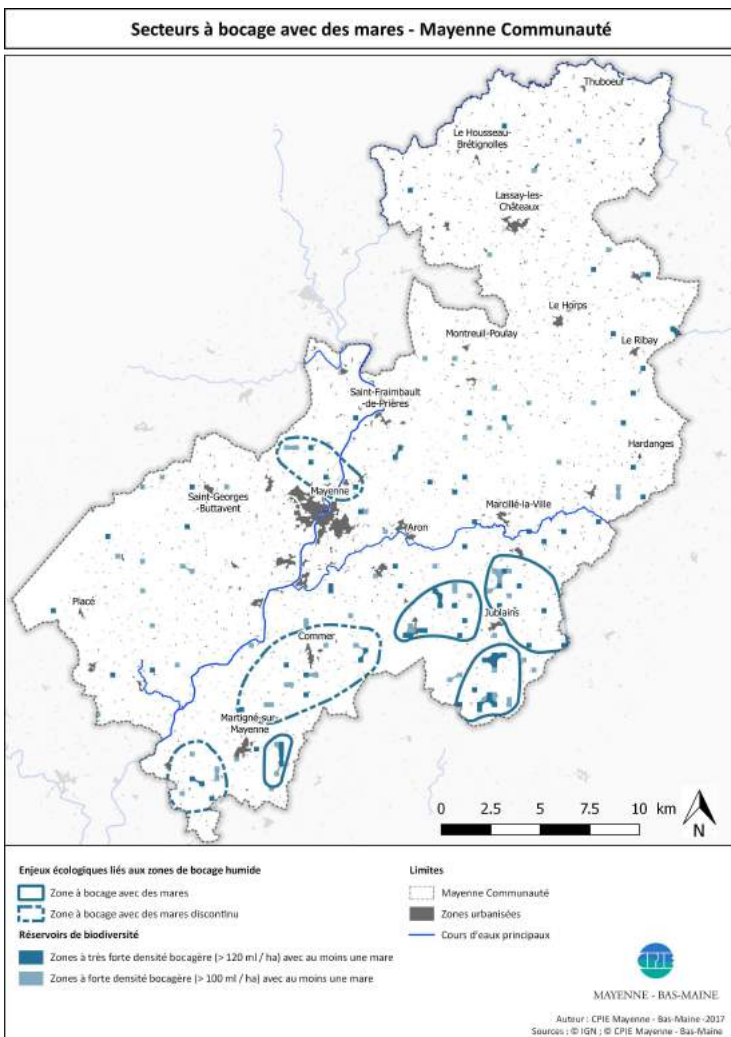 Secteurs à bocage avec des mares - Mayenne Communauté
Thuboeuf
Le Housseau-
Brétignolles
Lassay-les-
Châteaux
Le Horps
Montreuil-Poulay
Le Ribay
Saint-Fraimbault
-de-Prières
Hardanges
Saint-Georges-
Buttavent
Mayenne
Marcillé-la-Ville
Aron
Placé
Jublains
Commer
Martigné-sur-
Mayenne
0 2.5 5 7.5 10 km
N
Enjeux écologiques liés aux zones de bocage humide
Zone à bocage avec des mares
Zone à bocage avec des mares discontinu
Réservoirs de biodiversité
Zones à très forte densité bocagère (> 120 ml / ha) avec au moins une mare
Zones à forte densité bocagère (> 100 ml / ha) avec au moins une mare
Limites
Mayenne Communauté
Zones urbanisées
Cours d'eaux principaux
CPIE
MAYENNE - BAS-MAINE
Auteur : CPIE Mayenne - Bas-Maine -2017
Sources : © IGN ; © CPIE Mayenne - Bas-Maine